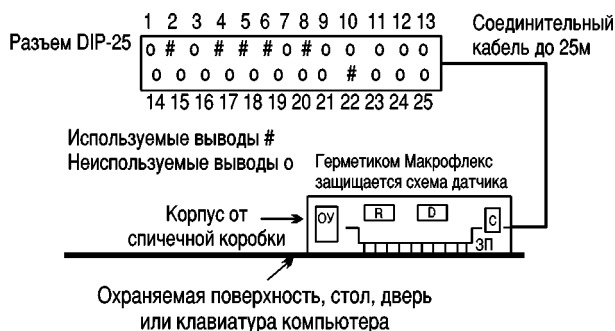 1 2 3 4 5 6 7 8 9 10 11 12 13
Разъем DIP-25
o # o # # # o # o o o o o
o o o o o o o o # o o o
14 15 16 17 18 19 20 21 22 23 24 25
Соединительный
кабель до 25м
Используемые выводы #
Неиспользуемые выводы o
Герметиком Макрофлекс
защищается схема датчика
Корпус от
спичечной коробки
ОУ
R
D
С
ЗП
Охраняемая поверхность, стол, дверь
или клавиатура компьютера